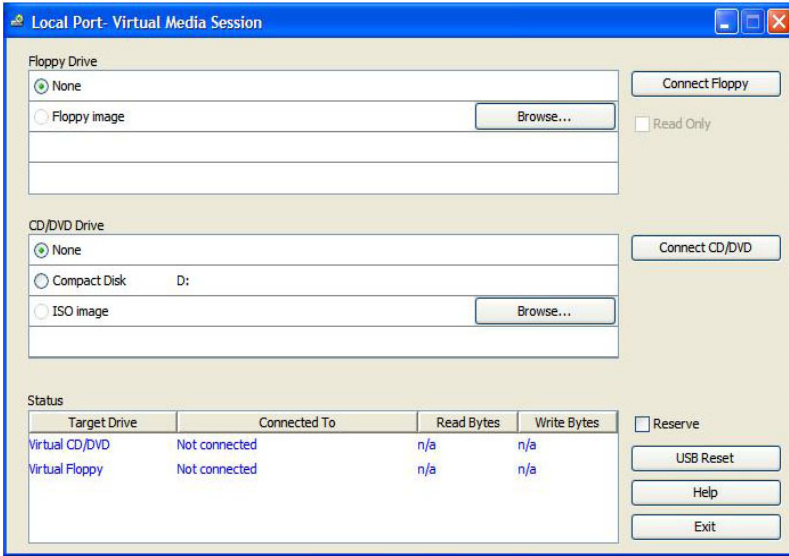 Local Port- Virtual Media Session
Floppy Drive
None
Connect Floppy
Floppy image
Browse...
Read Only
CD/DVD Drive
None
Connect CD/DVD
Compact Disk D:
ISO image
Browse...
Status
Target Drive Connected To Read Bytes Write Bytes
Reserve
Virtual CD/DVD Not connected n/a n/a
Virtual Floppy Not connected n/a n/a
USB Reset
Help
Exit